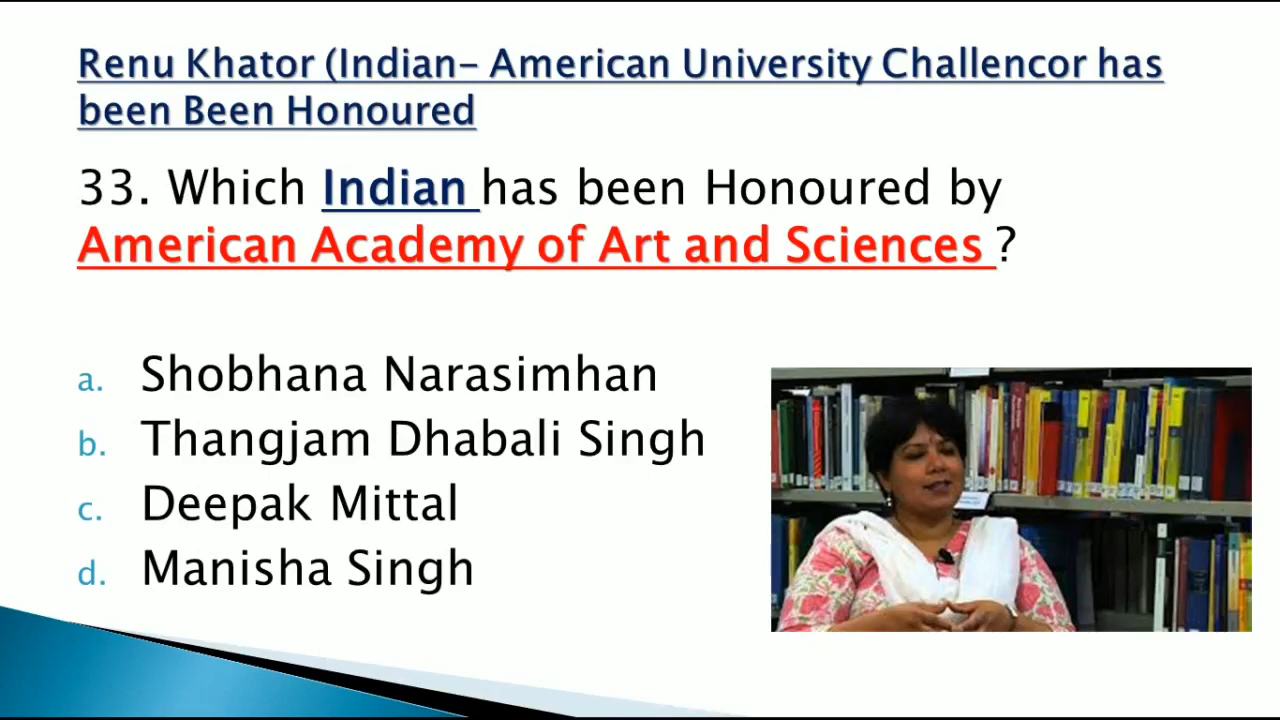 Renu Khator (Indian- American University Challencor has
been Been Honoured
33. Which Indian has been Honoured by
American Academy of Art and Sciences ?
a. Shobhana Narasimhan
b. Thangjam Dhabali Singh
c. Deepak Mittal
d. Manisha Singh